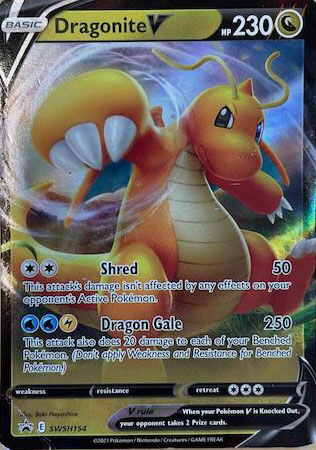 BASIC
Dragonite V
HP 230
Shred 50
This attack's damage isn't affected by any effects on your
opponent's Active Pokémon.
Dragon Gale 250
This attack also does 20 damage to each of your Benched
Pokémon. (Don't apply Weakness and Resistance for Benched
Pokémon.)
weakness resistance retreat
Illus. Saki Hayashiro
V rule
When your Pokémon V is Knocked Out,
your opponent takes 2 Prize cards.
E SWSH154
©2021 Pokémon / Nintendo / Creatures / GAME FREAK